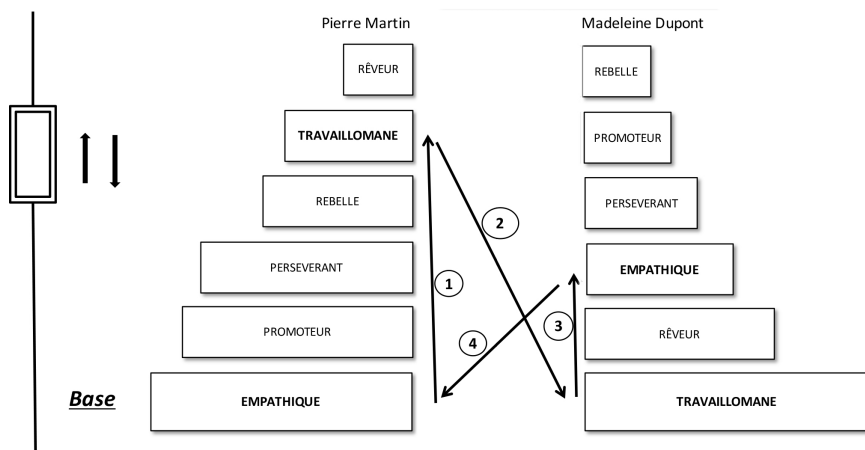 Pierre Martin
Madeleine Dupont
RÊVEUR
REBELLE
TRAVAILLOMANE
PROMOTEUR
REBELLE
PERSEVERANT
2
PERSEVERANT
EMPATHIQUE
1
PROMOTEUR
RÊVEUR
3
4
Base
EMPATHIQUE
TRAVAILLOMANE